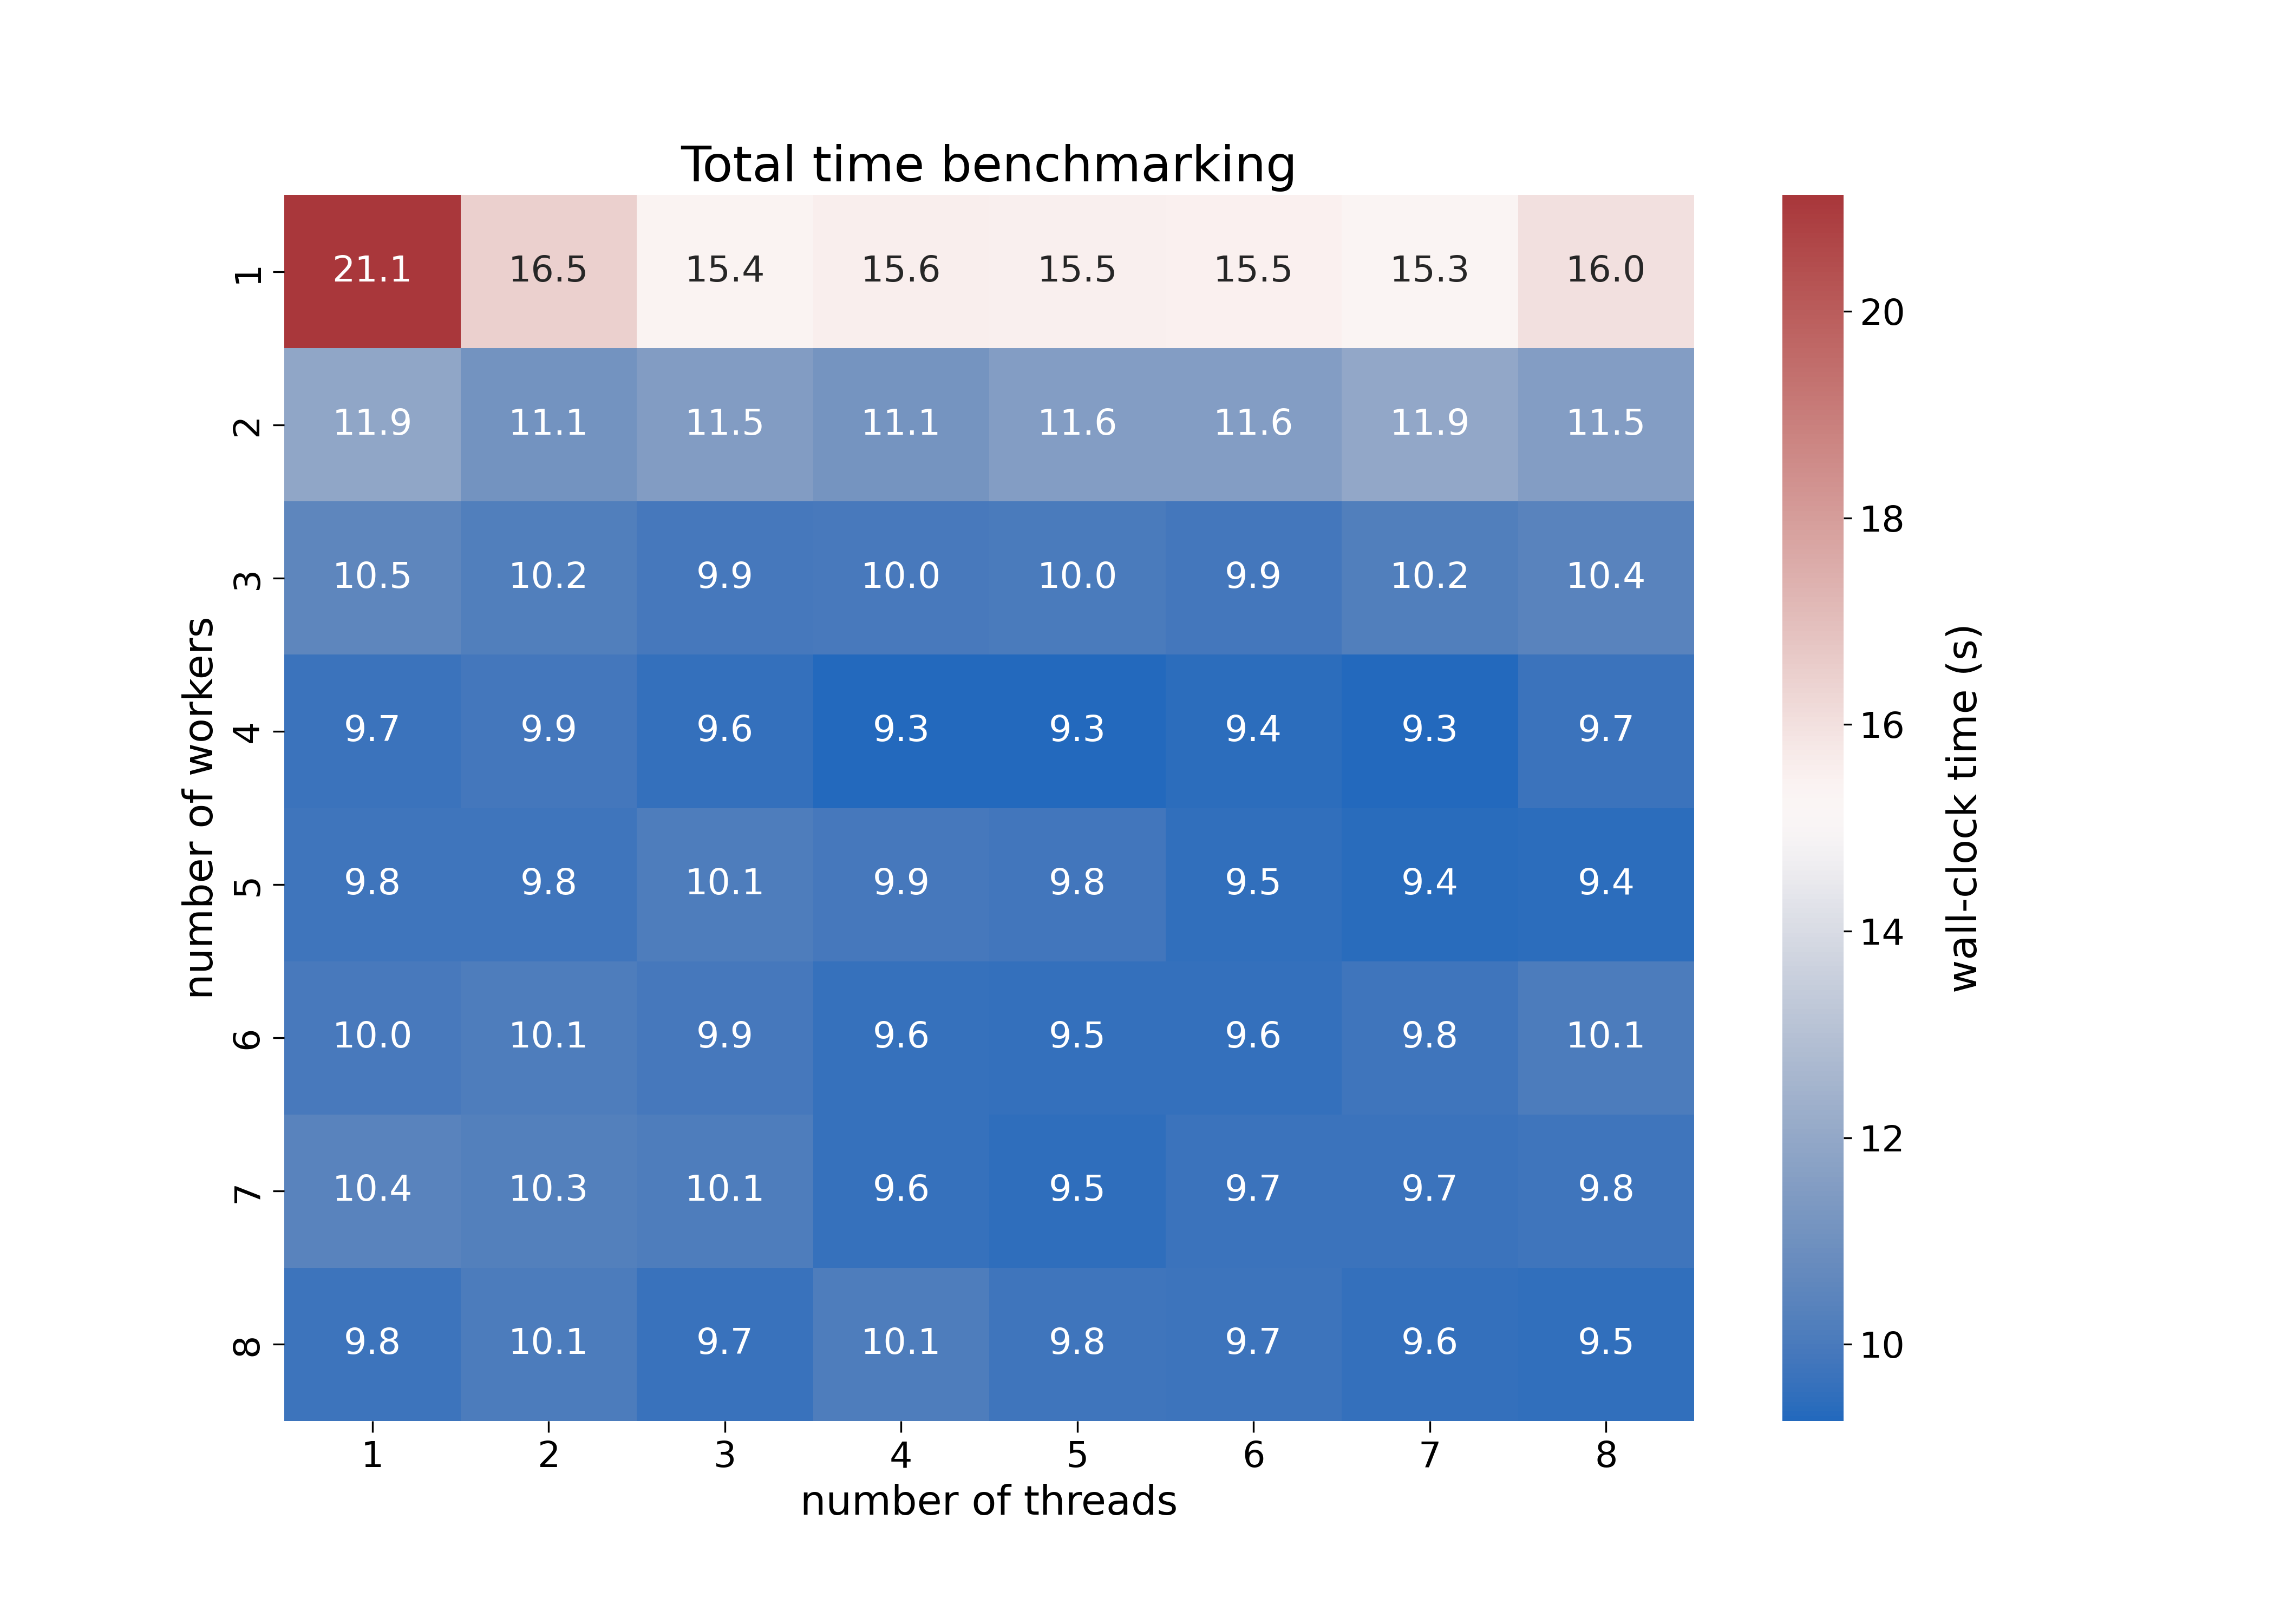 Total time benchmarking
1 21.1 16.5 15.4 15.6 15.5 15.5 15.3 16.0
2 11.9 11.1 11.5 11.1 11.6 11.6 11.9 11.5
3 10.5 10.2 9.9 10.0 10.0 9.9 10.2 10.4
4 9.7 9.9 9.6 9.3 9.3 9.4 9.3 9.7
5 9.8 9.8 10.1 9.9 9.8 9.5 9.4 9.4
6 10.0 10.1 9.9 9.6 9.5 9.6 9.8 10.1
7 10.4 10.3 10.1 9.6 9.5 9.7 9.7 9.8
8 9.8 10.1 9.7 10.1 9.8 9.7 9.6 9.5
1 2 3 4 5 6 7 8
number of threads
number of workers
20
18
16
14
12
10
wall-clock time (s)